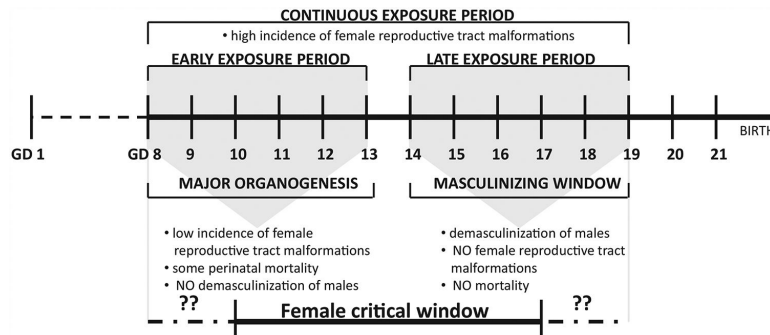 CONTINUOUS EXPOSURE PERIOD
• high incidence of female reproductive tract malformations
EARLY EXPOSURE PERIOD
LATE EXPOSURE PERIOD
BIRTH
GD 1
GD 8 9 10 11 12 13 14 15 16 17 18 19 20 21
MAJOR ORGANOGENESIS
MASCULINIZING WINDOW
• low incidence of female
reproductive tract malformations
• some perinatal mortality
• NO demasculinization of males
• demasculinization of males
• NO female reproductive tract
malformations
• NO mortality
??
Female critical window
??